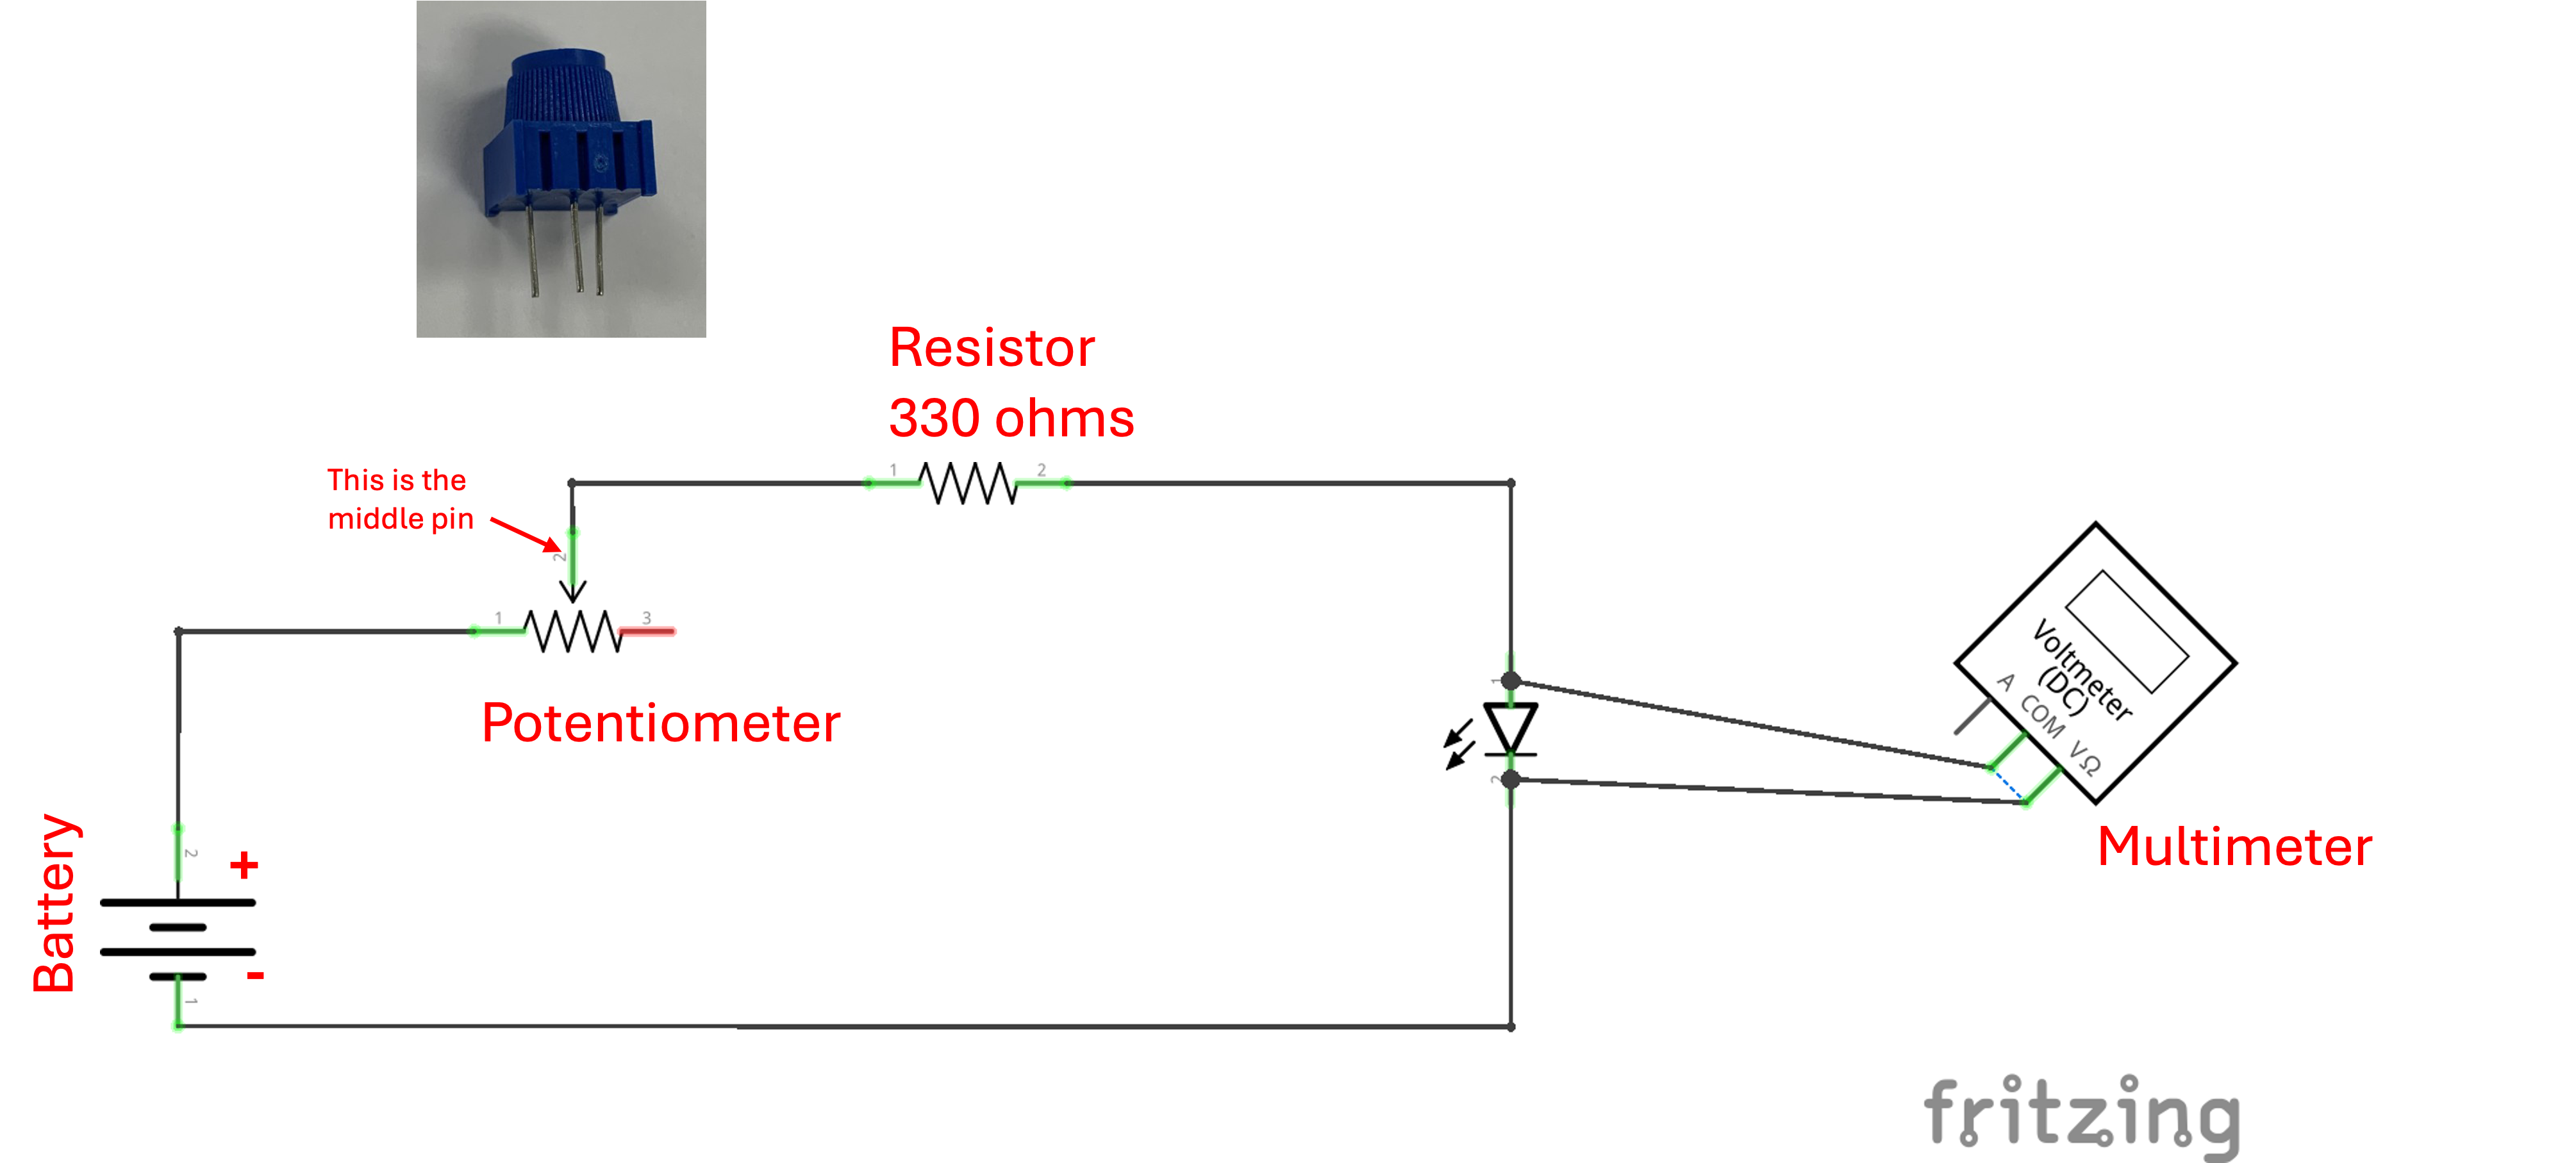 Resistor
330 ohms
This is the
middle pin
1
2
2
1
3
Potentiometer
Battery
2
+
-
1
1
2
Voltmeter
(DC)
A COM VΩ
Multimeter
fritzing